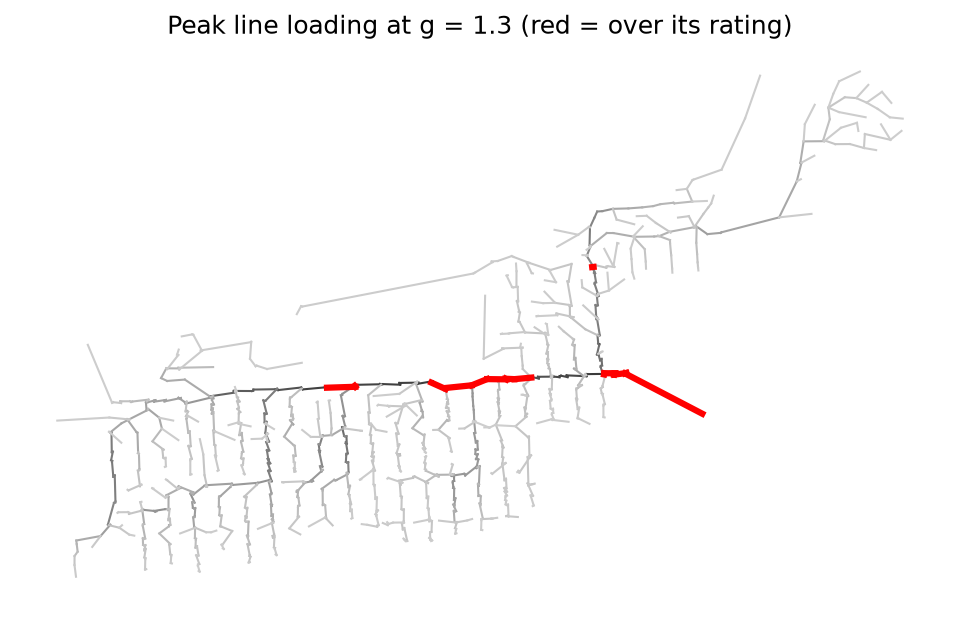 Peak line loading at g = 1.3 (red = over its rating)